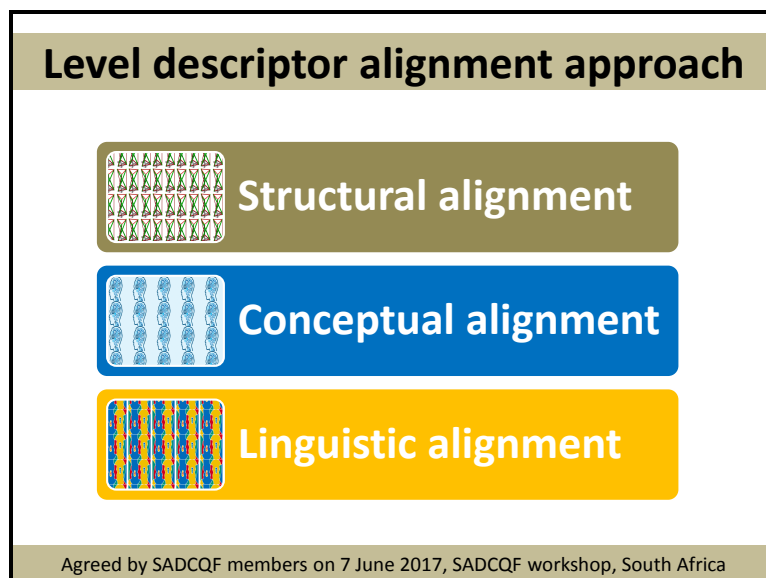 Level descriptor alignment approach
Structural alignment
Conceptual alignment
Linguistic alignment
Agreed by SADCQF members on 7 June 2017, SADCQF workshop, South Africa